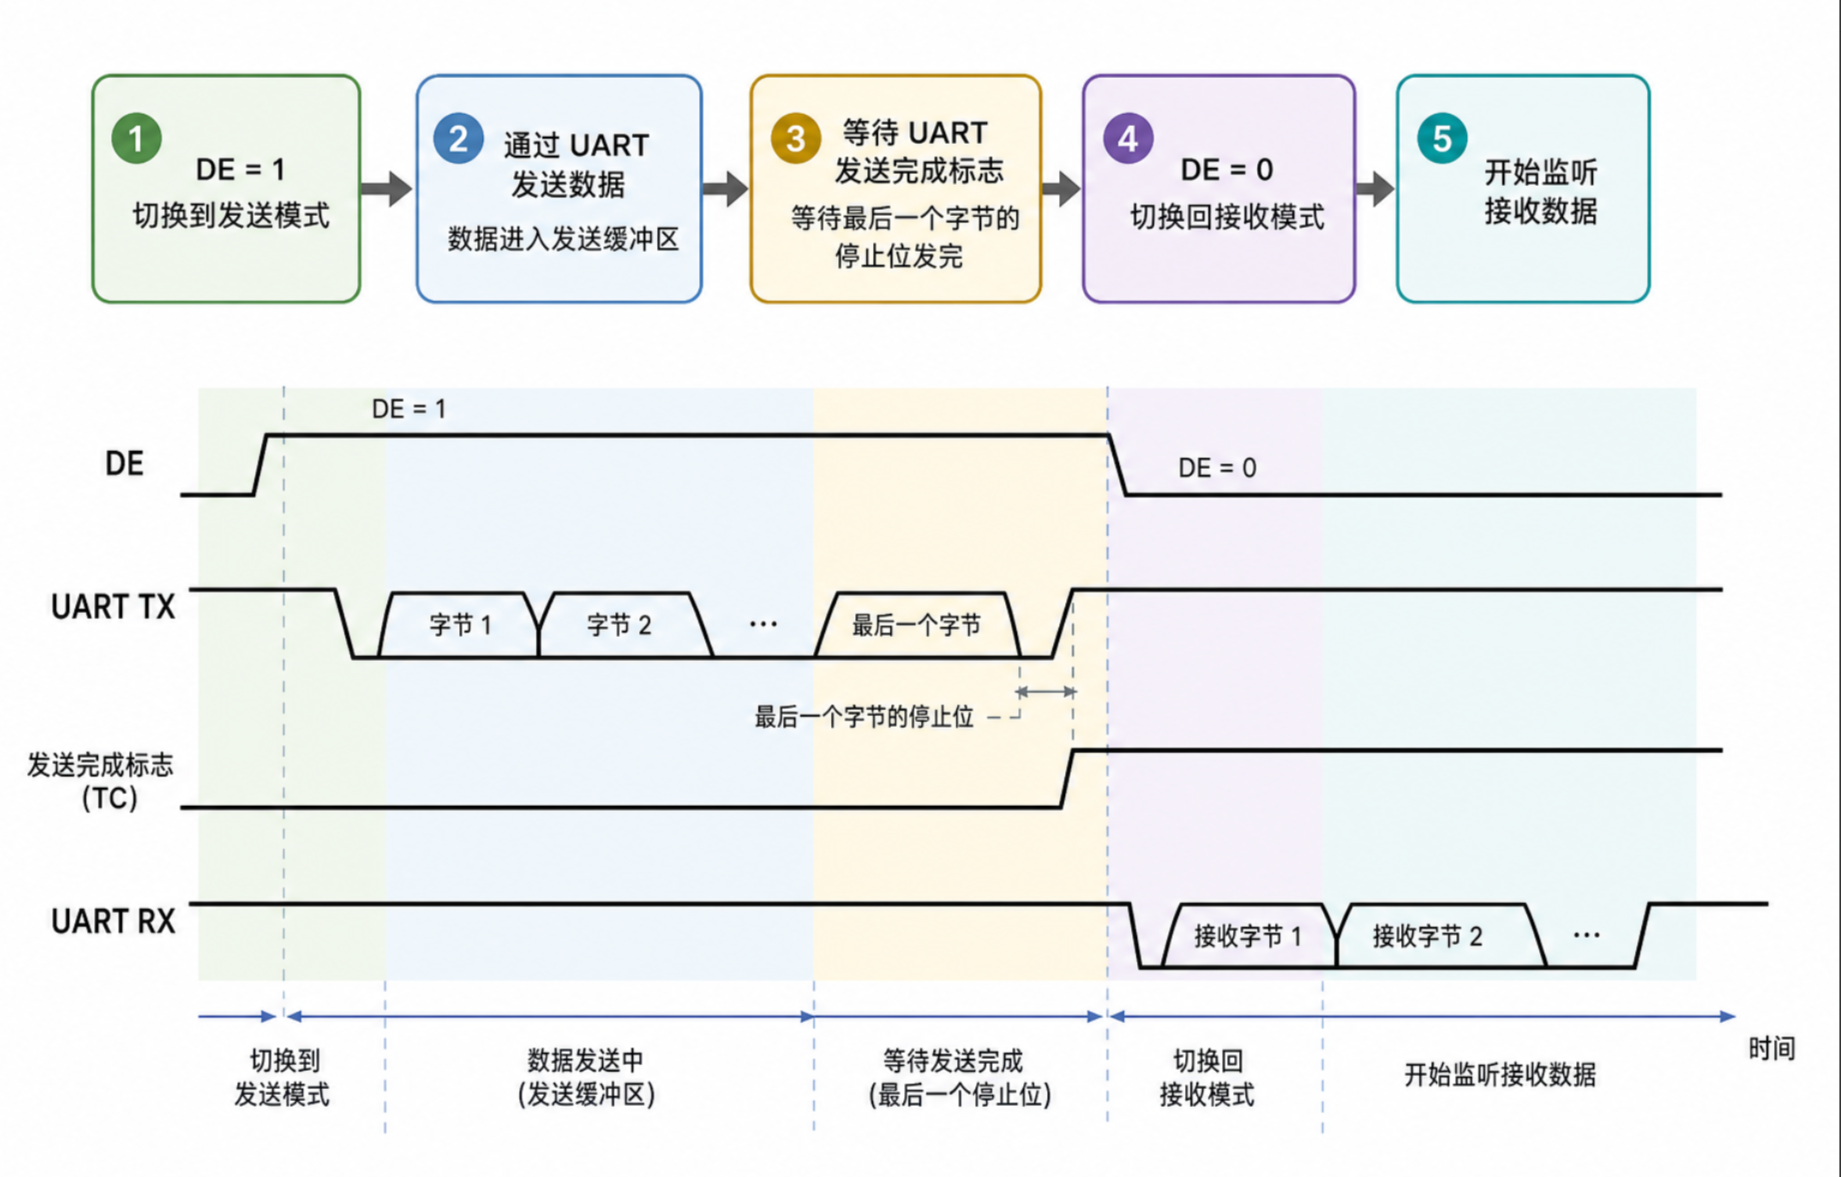 1
DE = 1
切换到发送模式
2
通过 UART
发送数据
数据进入发送缓冲区
3
等待 UART
发送完成标志
等待最后一个字节的
停止位发完
4
DE = 0
切换回接收模式
5
开始监听
接收数据
DE = 1
DE
DE = 0
UART TX
字节 1
字节 2
...
最后一个字节
最后一个字节的停止位
发送完成标志
(TC)
UART RX
接收字节 1
接收字节 2
...
切换到
发送模式
数据发送中
(发送缓冲区)
等待发送完成
(最后一个停止位)
切换回
接收模式
开始监听接收数据
时间